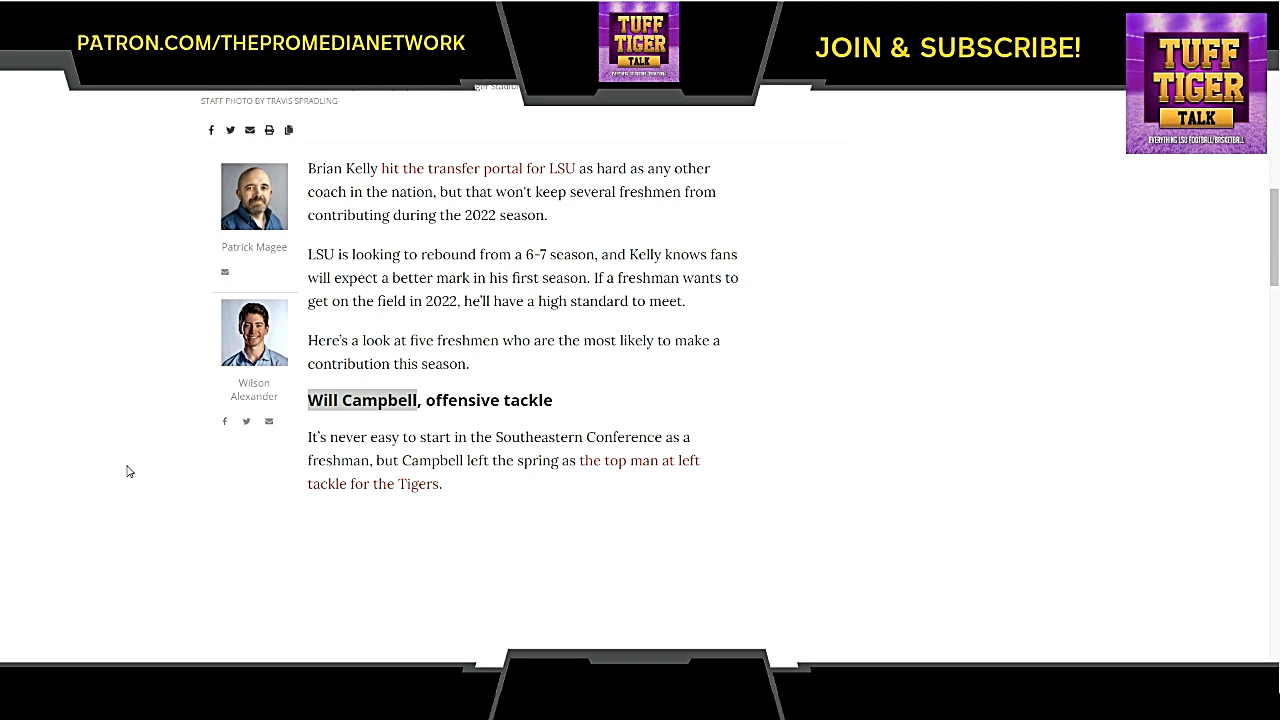 PATRON.COM/THEPROMEDIANETWORK
TUFF
TIGER
TALK
JOIN & SUBSCRIBE!
TUFF
TIGER
TALK
EVERYTHING LSU FOOTBALL/BASKETBALL
STAFF PHOTO BY TRAVIS SPRADLING
Brian Kelly hit the transfer portal for LSU as hard as any other
coach in the nation, but that won't keep several freshmen from
contributing during the 2022 season.
Patrick Magee
LSU is looking to rebound from a 6-7 season, and Kelly knows fans
will expect a better mark in his first season. If a freshman wants to
get on the field in 2022, he’ll have a high standard to meet.
Here’s a look at five freshmen who are the most likely to make a
contribution this season.
Wilson
Alexander
Will Campbell, offensive tackle
It’s never easy to start in the Southeastern Conference as a
freshman, but Campbell left the spring as the top man at left
tackle for the Tigers.